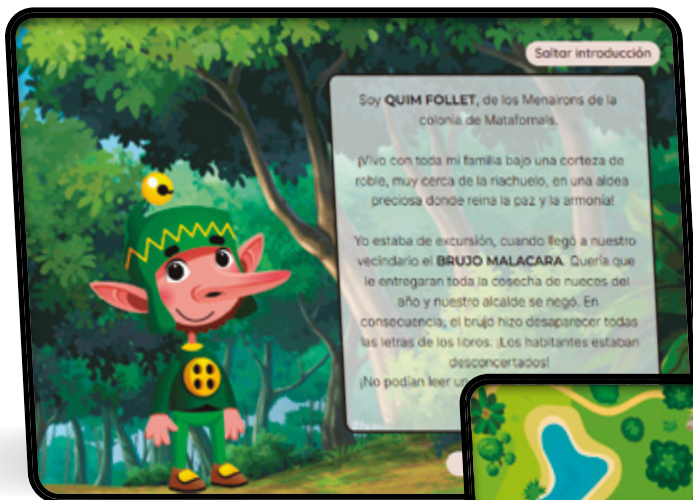 Saltar introducción
Soy QUIM FOLLET, de los Menairons de la
colonia de Matafornals.
¡Vivo con toda mi familia bajo una corteza de
roble, muy cerca de la riachuelo, en una aldea
preciosa donde reina la paz y la armonía!
Yo estaba de excursión, cuando llegó a nuestro
vecindario el BRUJO MALACARA. Quería que
le entregaran toda la cosecha de nueces del
año y nuestro alcalde se negó. En
consecuencia, el brujo hizo desaparecer todas
las letras de los libros. ¡Los habitantes estaban
desconcertados!
¡No podían leer un